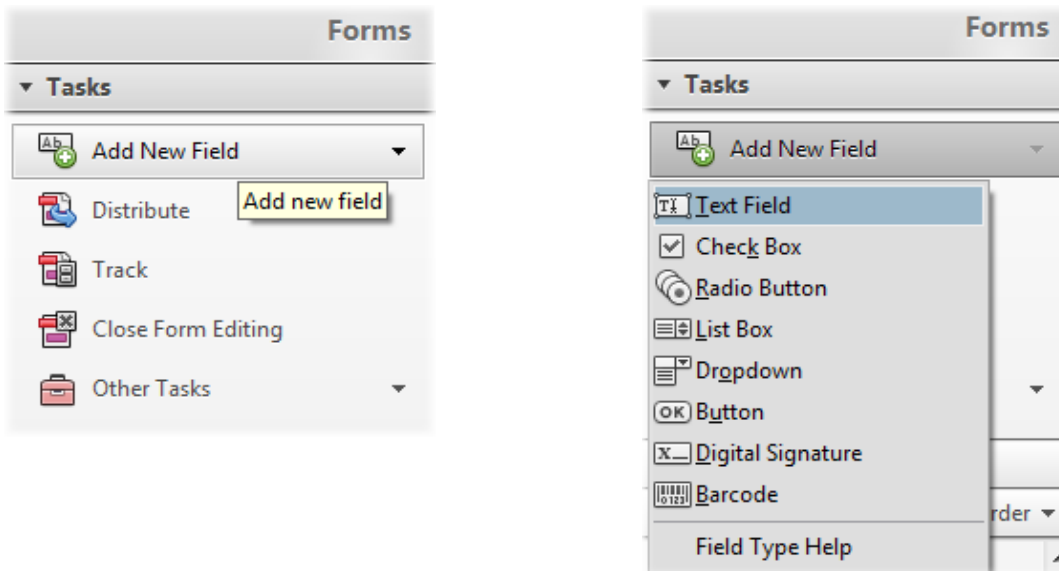 Forms
Tasks
Add New Field
Add new field
Distribute
Track
Close Form Editing
Other Tasks
Forms
Tasks
Add New Field
Text Field
Check Box
Radio Button
List Box
Dropdown
OK Button
Digital Signature
Barcode
rder
Field Type Help